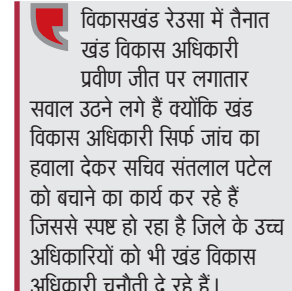 विकासखंड रेउसा में तैनात
खंड विकास अधिकारी
प्रवीण जीत पर लगातार
सवाल उठने लगे हैं क्योंकि खंड
विकास अधिकारी सिर्फ जांच का
हवाला देकर सचिव संतलाल पटेल
को बचाने का कार्य कर रहे हैं
जिससे स्पष्ट हो रहा है जिले के उच्च
अधिकारियों को भी खंड विकास
अधिकारी चुनौती दे रहे हैं।